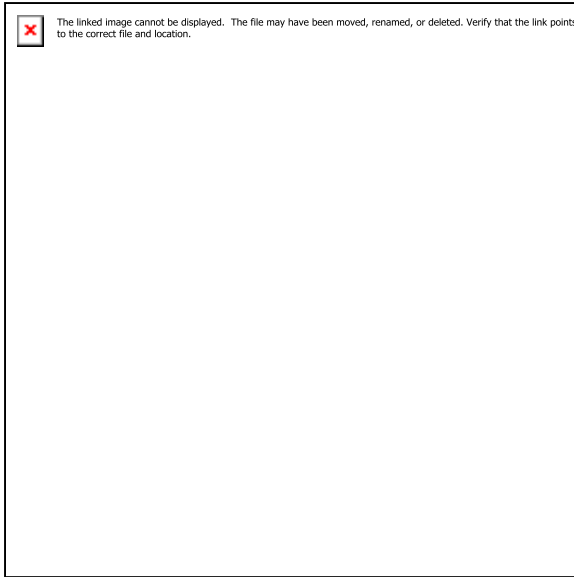 The linked image cannot be displayed.  The file may have been moved, renamed, or deleted. Verify that the link points
to the correct file and location.